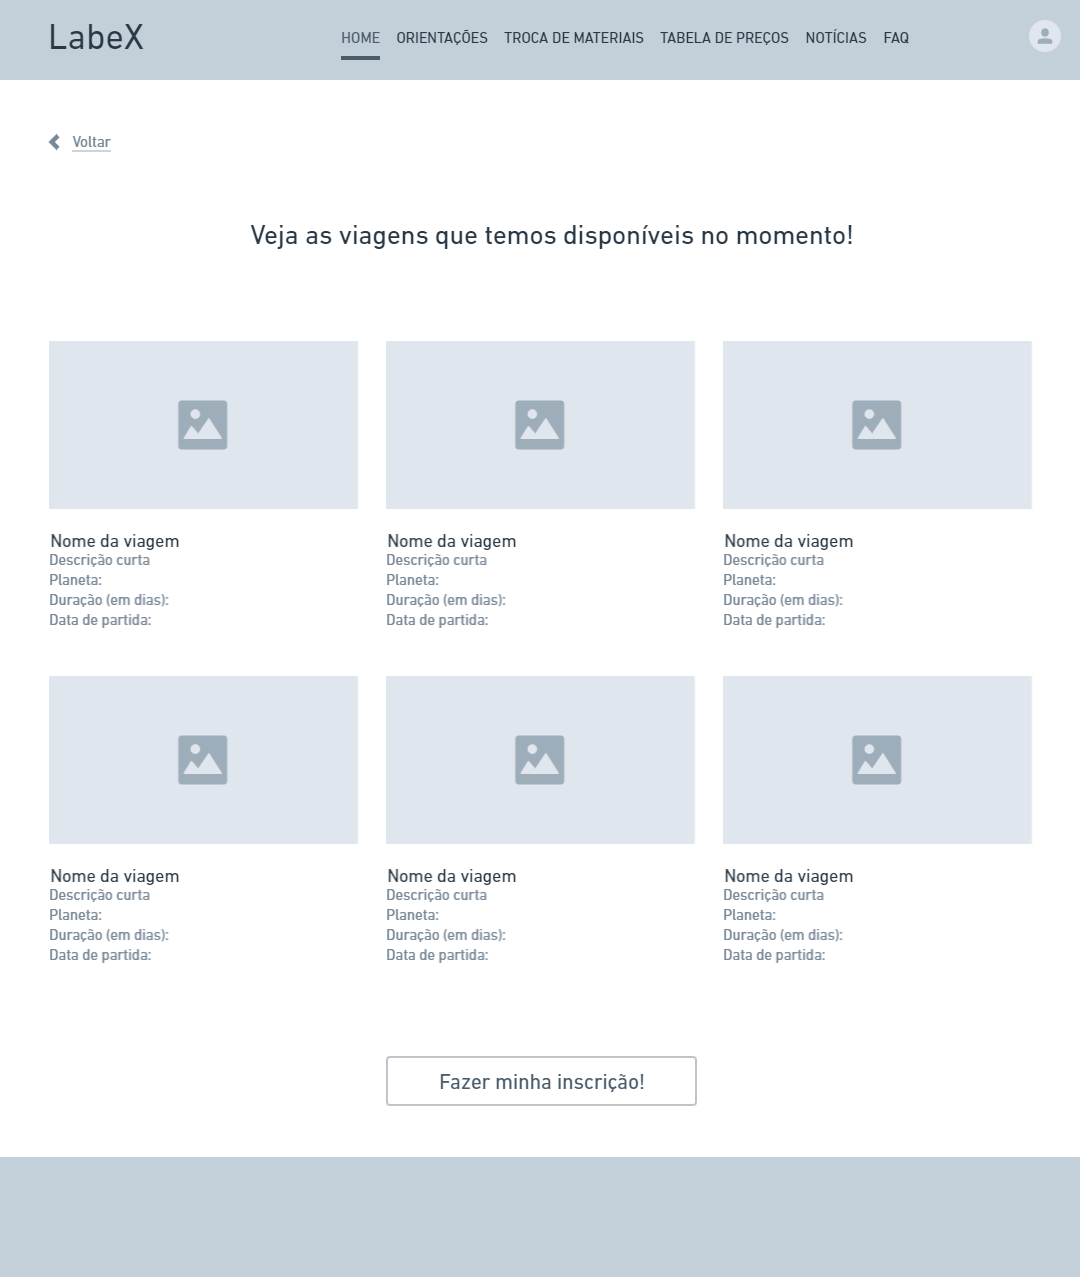 LabeX
HOME ORIENTAÇÕES TROCA DE MATERIAIS TABELA DE PREÇOS NOTÍCIAS FAQ
Voltar
Veja as viagens que temos disponíveis no momento!
Nome da viagem
Descrição curta
Planeta:
Duração (em dias):
Data de partida:
Nome da viagem
Descrição curta
Planeta:
Duração (em dias):
Data de partida:
Nome da viagem
Descrição curta
Planeta:
Duração (em dias):
Data de partida:
Nome da viagem
Descrição curta
Planeta:
Duração (em dias):
Data de partida:
Nome da viagem
Descrição curta
Planeta:
Duração (em dias):
Data de partida:
Nome da viagem
Descrição curta
Planeta:
Duração (em dias):
Data de partida:
Fazer minha inscrição!